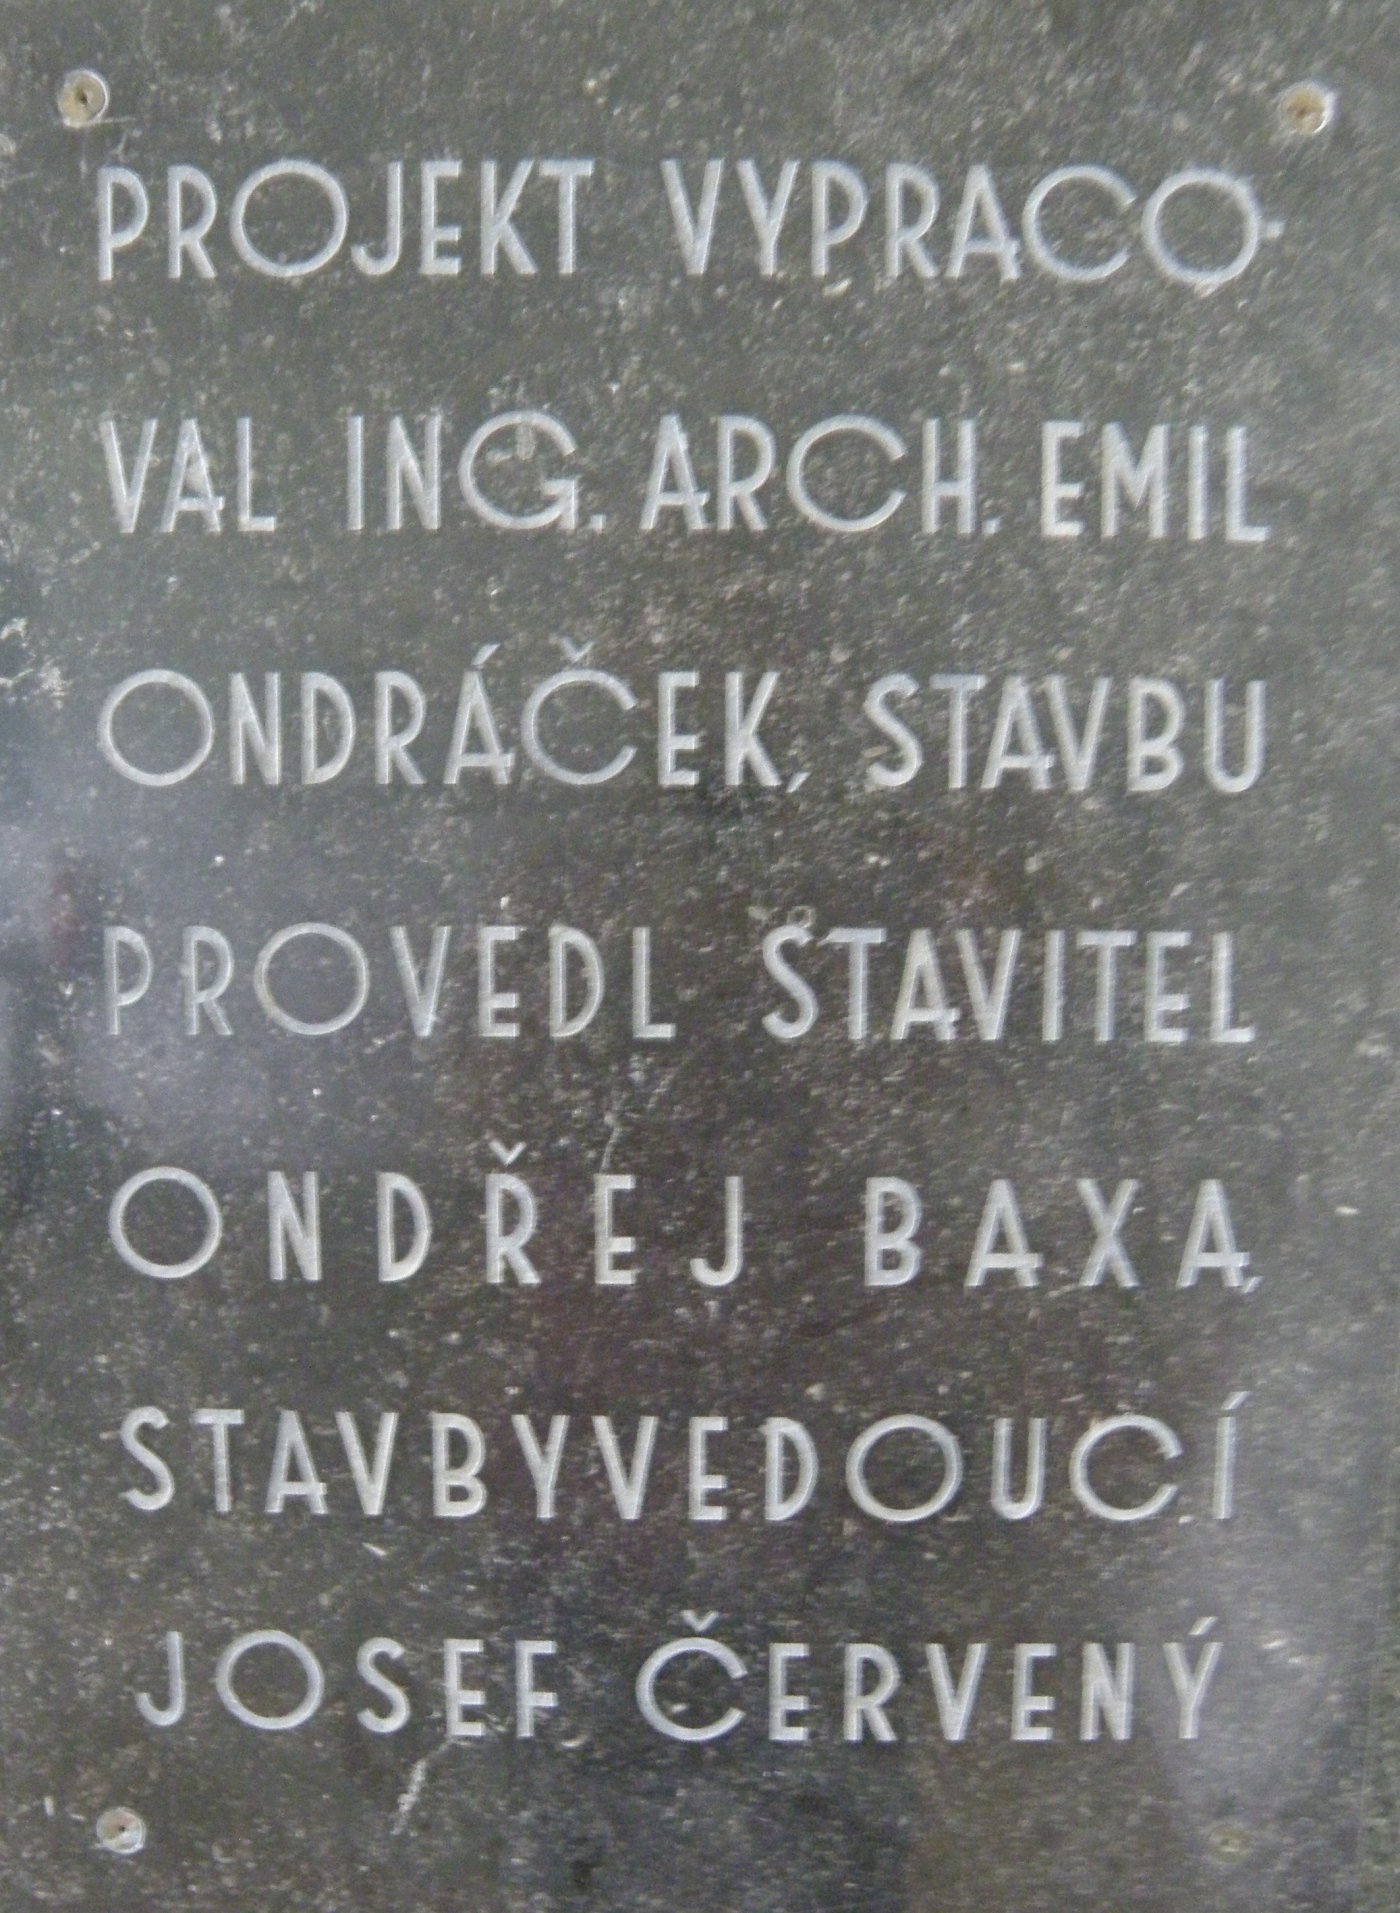 PROJEKT VYPRACO-
VAL ING. ARCH. EMIL
ONDRÁČEK, STAVBU
PROVEDL STAVITEL
ONDŘEJ BAXA,
STAVBYVEDOUCÍ
JOSEF ČERVENÝ